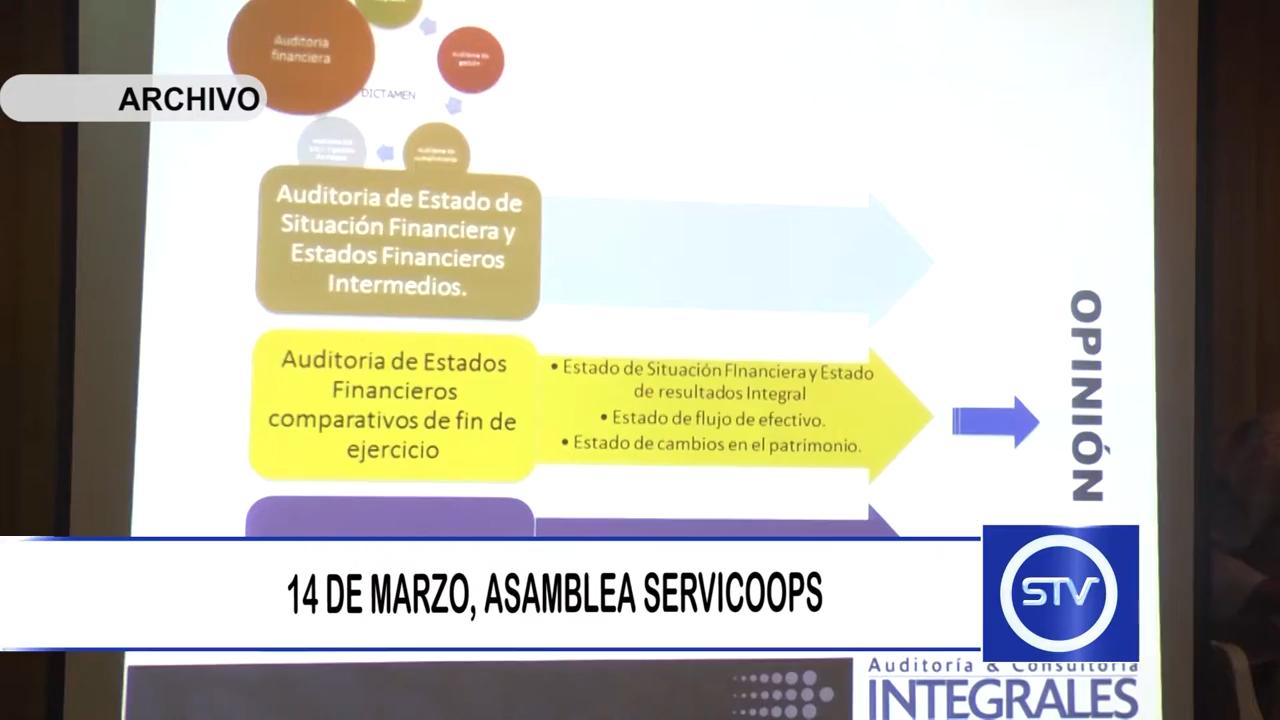 Auditoria
financiera
ARCHIVO
DICTAMEN
Auditoria de Estado de
Situación Financiera y
Estados Financieros
Intermedios.
Auditoria de Estados
Financieros
comparativos de fin de
ejercicio
• Estado de Situación FInanciera y Estado
de resultados Integral
• Estado de flujo de efectivo.
• Estado de cambios en el patrimonio.
OPINIÓN
14 DE MARZO, ASAMBLEA SERVICOOPS
STV
Auditoría & Consultoría
INTEGRALES